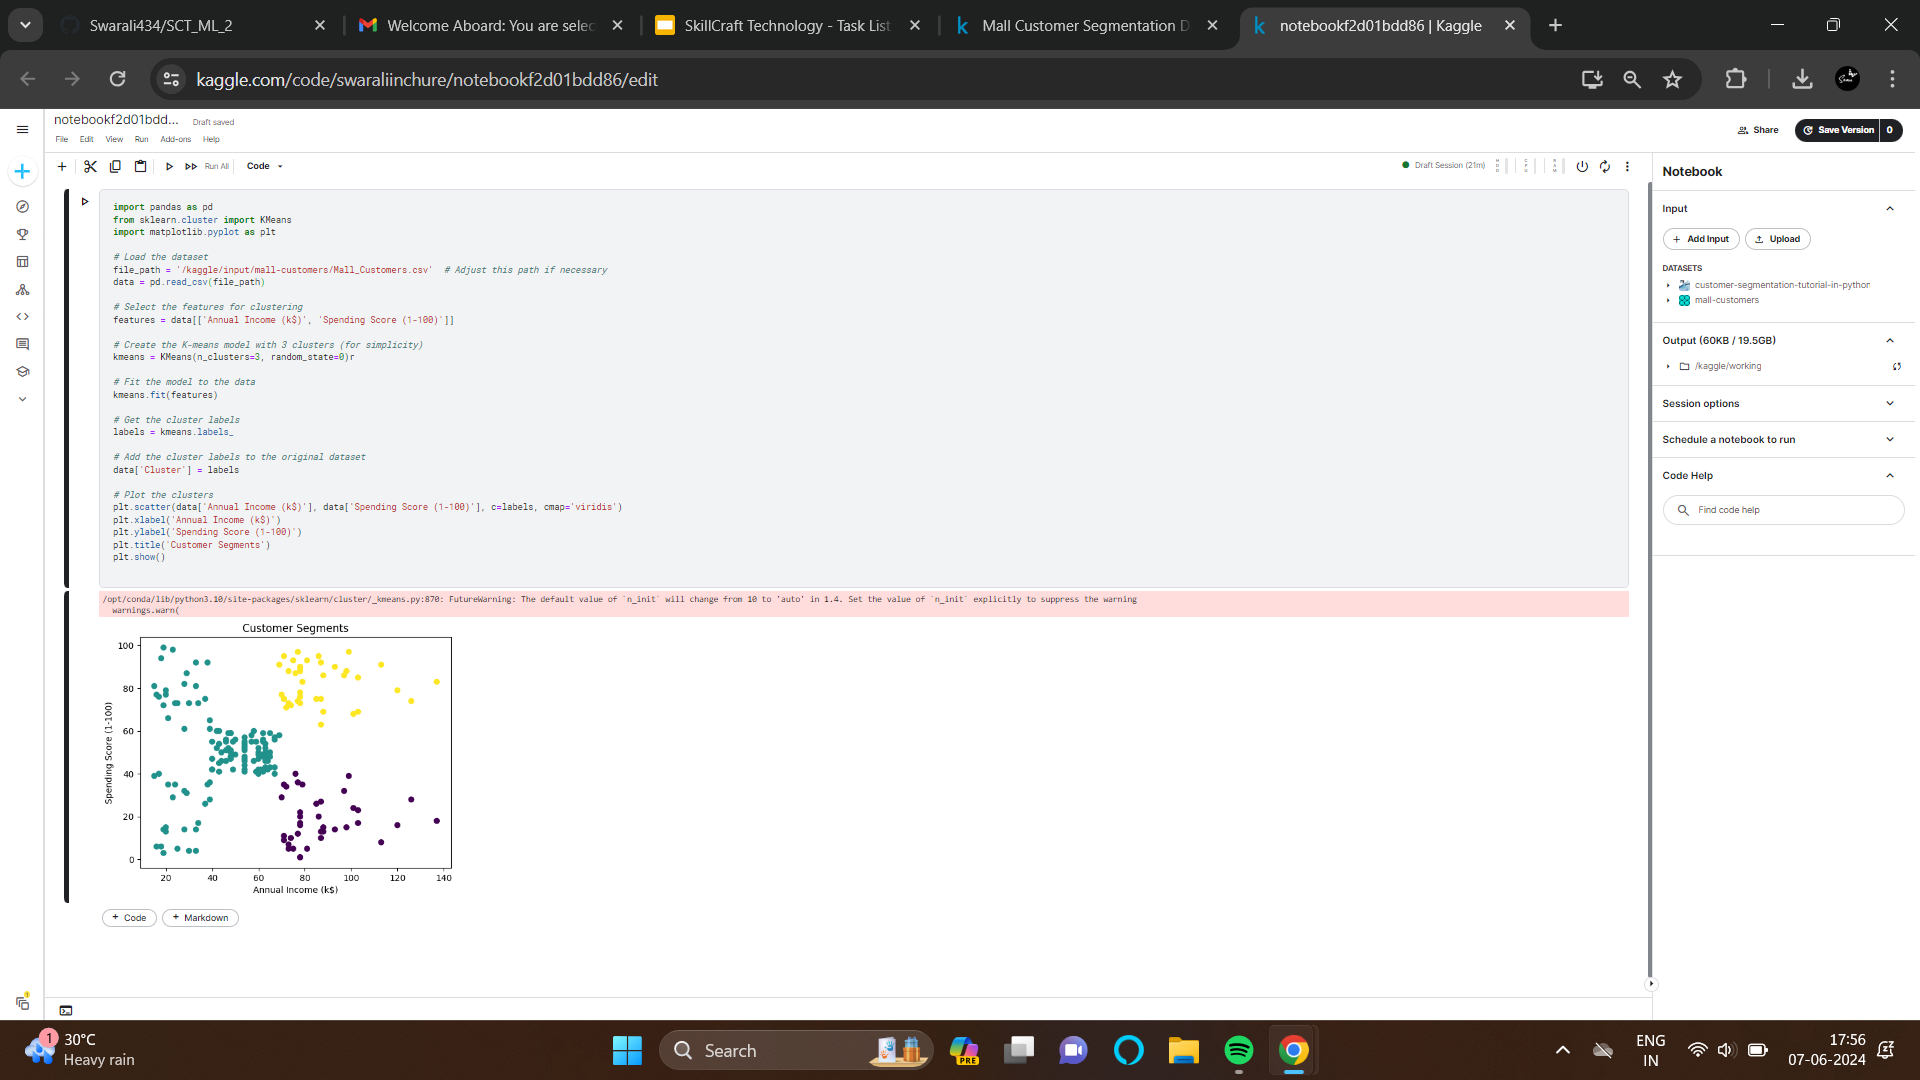 Swarali434/SCT_ML_2
Welcome Aboard: You are selec
SkillCraft Technology - Task List
Mall Customer Segmentation D
notebookf2d01bdd86 | Kaggle
kaggle.com/code/swaraliinchure/notebookf2d01bdd86/edit
notebookf2d01bdd...
Draft saved
File Edit View Run Add-ons Help
Share
Save Version 0
Run All
Code
Draft Session (21m)
import pandas as pd
from sklearn.cluster import KMeans
import matplotlib.pyplot as plt
# Load the dataset
file_path = '/kaggle/input/mall-customers/Mall_Customers.csv'  # Adjust this path if necessary
data = pd.read_csv(file_path)
# Select the features for clustering
features = data[['Annual Income (k$)', 'Spending Score (1-100)']]
# Create the K-means model with 3 clusters (for simplicity)
kmeans = KMeans(n_clusters=3, random_state=0)r
# Fit the model to the data
kmeans.fit(features)
# Get the cluster labels
labels = kmeans.labels_
# Add the cluster labels to the original dataset
data['Cluster'] = labels
# Plot the clusters
plt.scatter(data['Annual Income (k$)'], data['Spending Score (1-100)'], c=labels, cmap='viridis')
plt.xlabel('Annual Income (k$)')
plt.ylabel('Spending Score (1-100)')
plt.title('Customer Segments')
plt.show()
/opt/conda/lib/python3.10/site-packages/sklearn/cluster/_kmeans.py:870: FutureWarning: The default value of `n_init` will change from 10 to 'auto' in 1.4. Set the value of `n_init` explicitly to suppress the warning
warnings.warn(
Customer Segments
100
80
60
40
20
0
Spending Score (1-100)
20 40 60 80 100 120 140
Annual Income (k$)
+ Code
+ Markdown
Notebook
Input
+ Add Input
Upload
DATASETS
customer-segmentation-tutorial-in-python
mall-customers
Output (60KB / 19.5GB)
/kaggle/working
Session options
Schedule a notebook to run
Code Help
Find code help
1
30°C
Heavy rain
Search
PRE
ENG
IN
17:56
07-06-2024